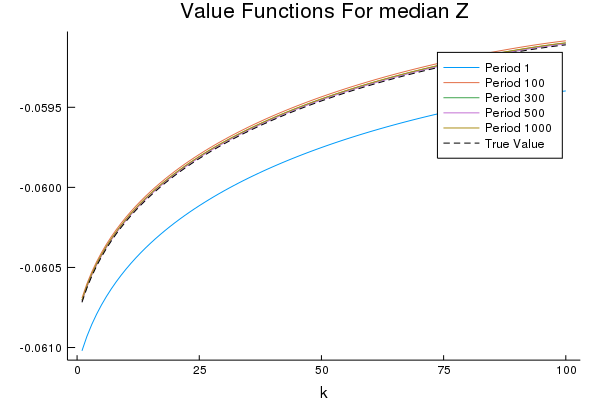 Value Functions For median Z
Period 1
Period 100
Period 300
Period 500
Period 1000
True Value
-0.0595
-0.0600
-0.0605
-0.0610
0 25 50 75 100
k